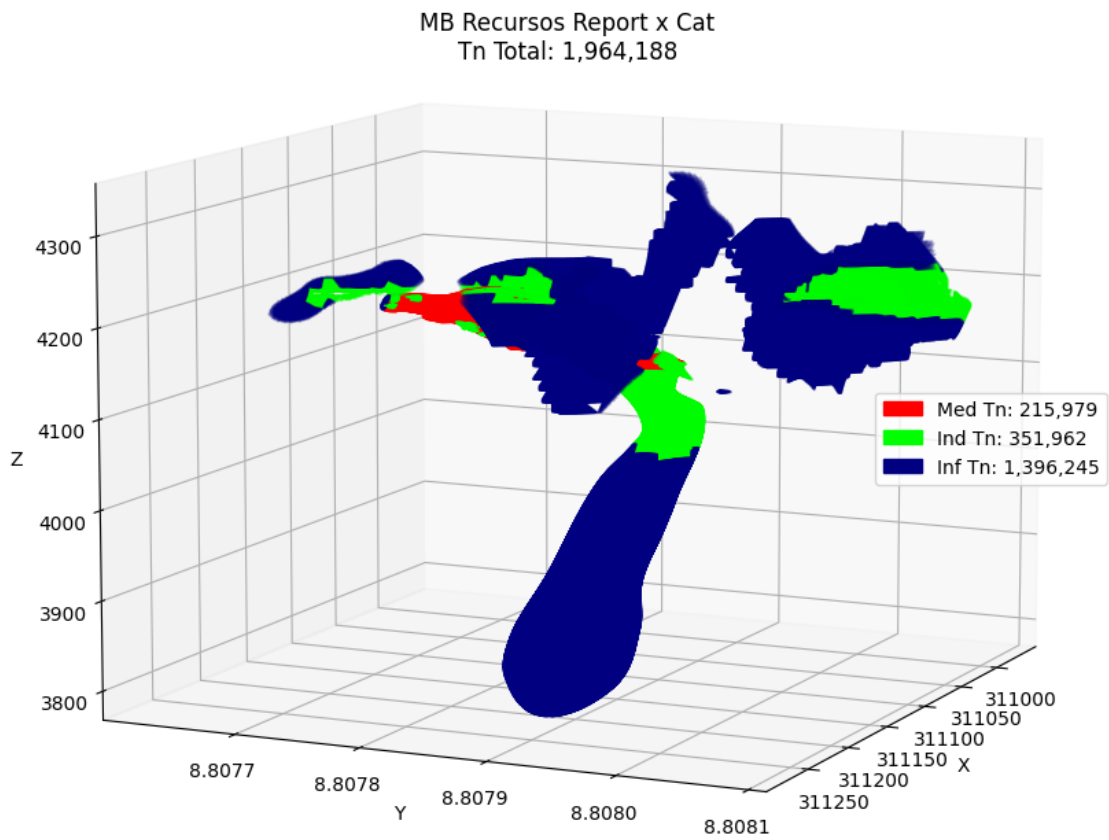 MB Recursos Report x Cat
Tn Total: 1,964,188
4300
4200
4100
4000
3900
3800
Z
Med Tn: 215,979
Ind Tn: 351,962
Inf Tn: 1,396,245
8.8077
8.8078
8.8079
8.8080
8.8081
Y
311000
311050
311100
311150
311200
311250
X